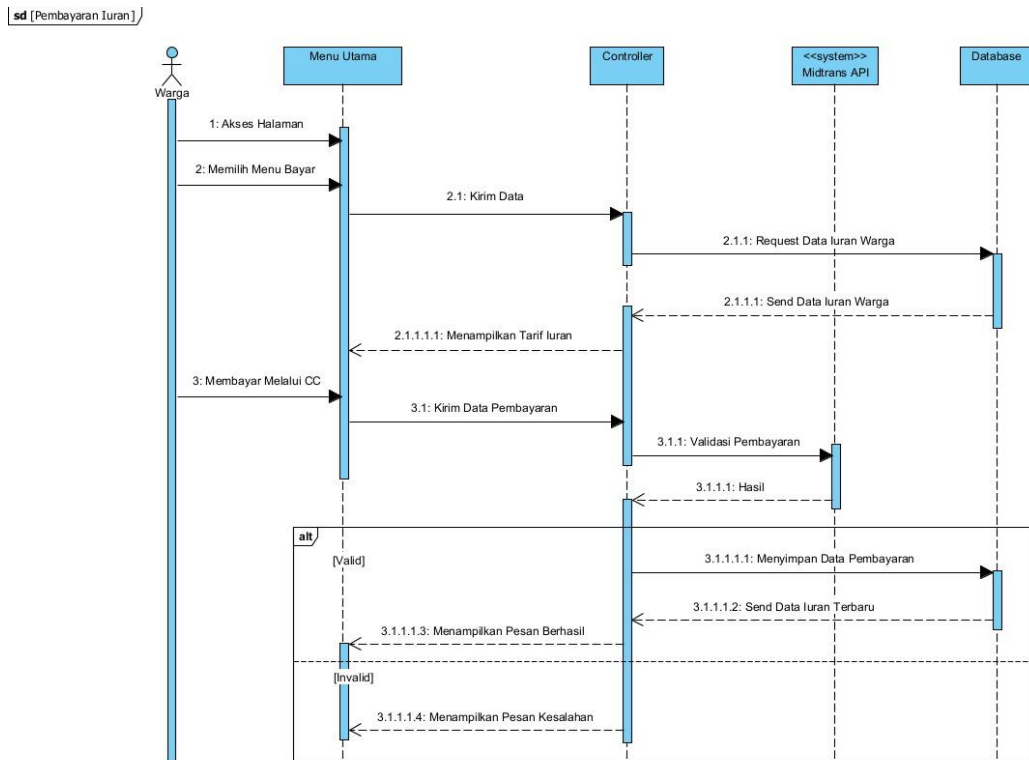 sd [Pembayaran Iuran]
Warga
Menu Utama
Controller
<<system>>
Midtrans API
Database
1: Akses Halaman
2: Memilih Menu Bayar
2.1: Kirim Data
2.1.1: Request Data Iuran Warga
2.1.1.1: Send Data Iuran Warga
2.1.1.1.1: Menampilkan Tarif Iuran
3: Membayar Melalui CC
3.1: Kirim Data Pembayaran
3.1.1: Validasi Pembayaran
3.1.1.1: Hasil
alt
[Valid]
3.1.1.1.1: Menyimpan Data Pembayaran
3.1.1.1.2: Send Data Iuran Terbaru
3.1.1.1.3: Menampilkan Pesan Berhasil
[Invalid]
3.1.1.1.4: Menampilkan Pesan Kesalahan